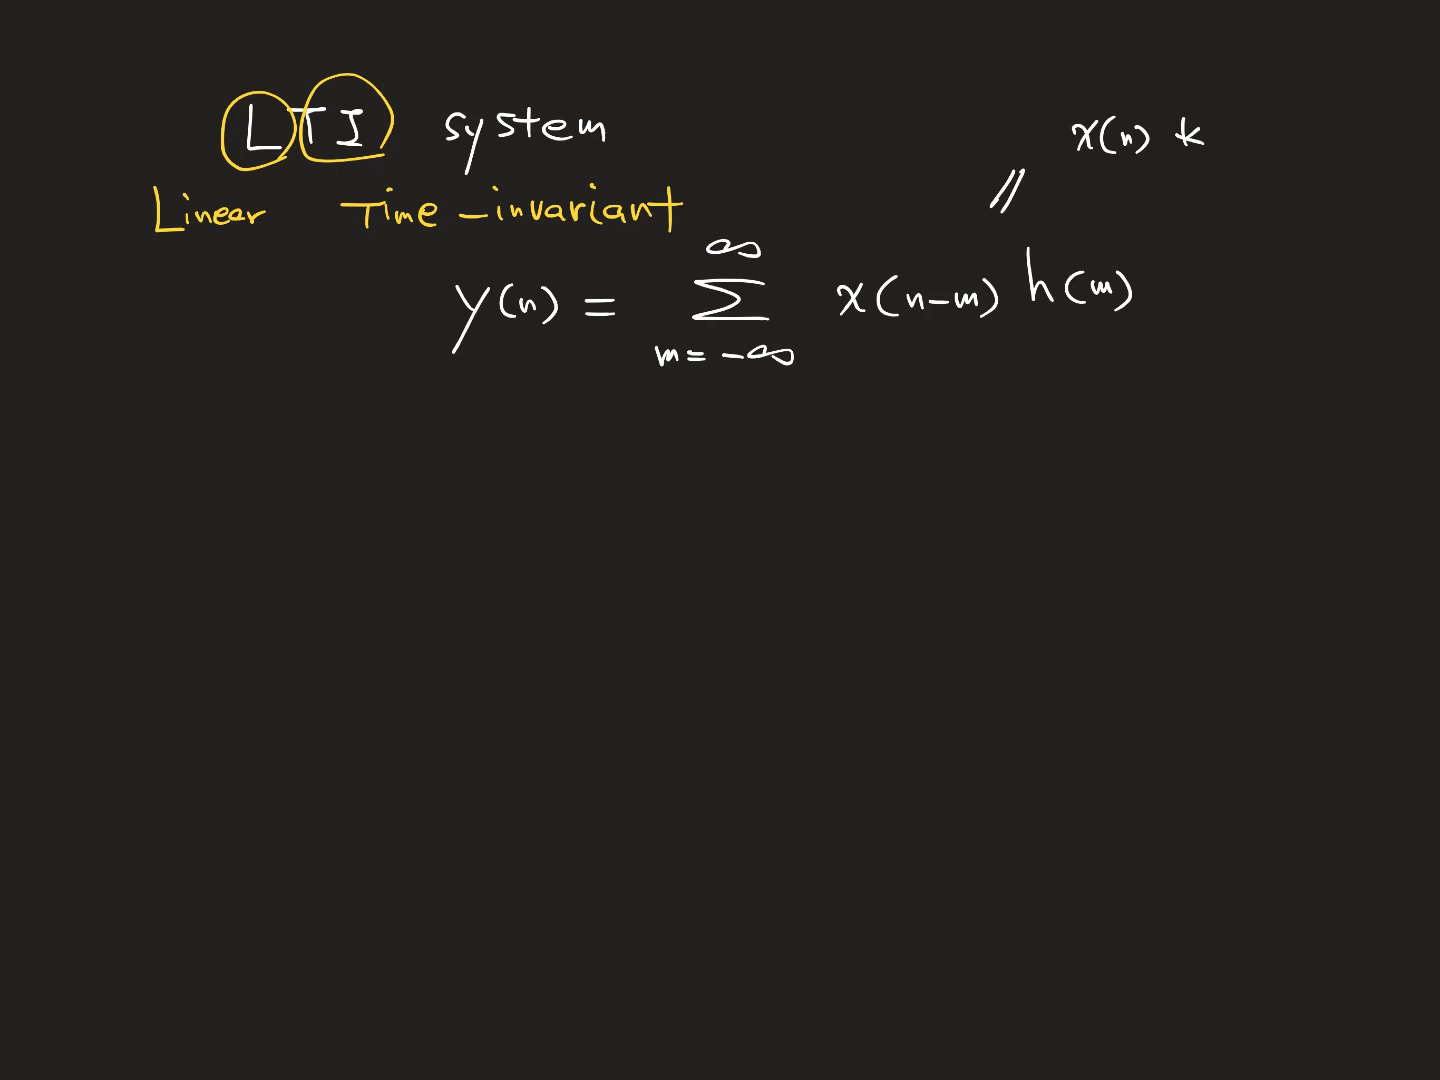 LTI system
x(n) *
Linear Time-invariant
//
y(n) = ∑_{m=-∞}^{∞} x(n-m) h(m)